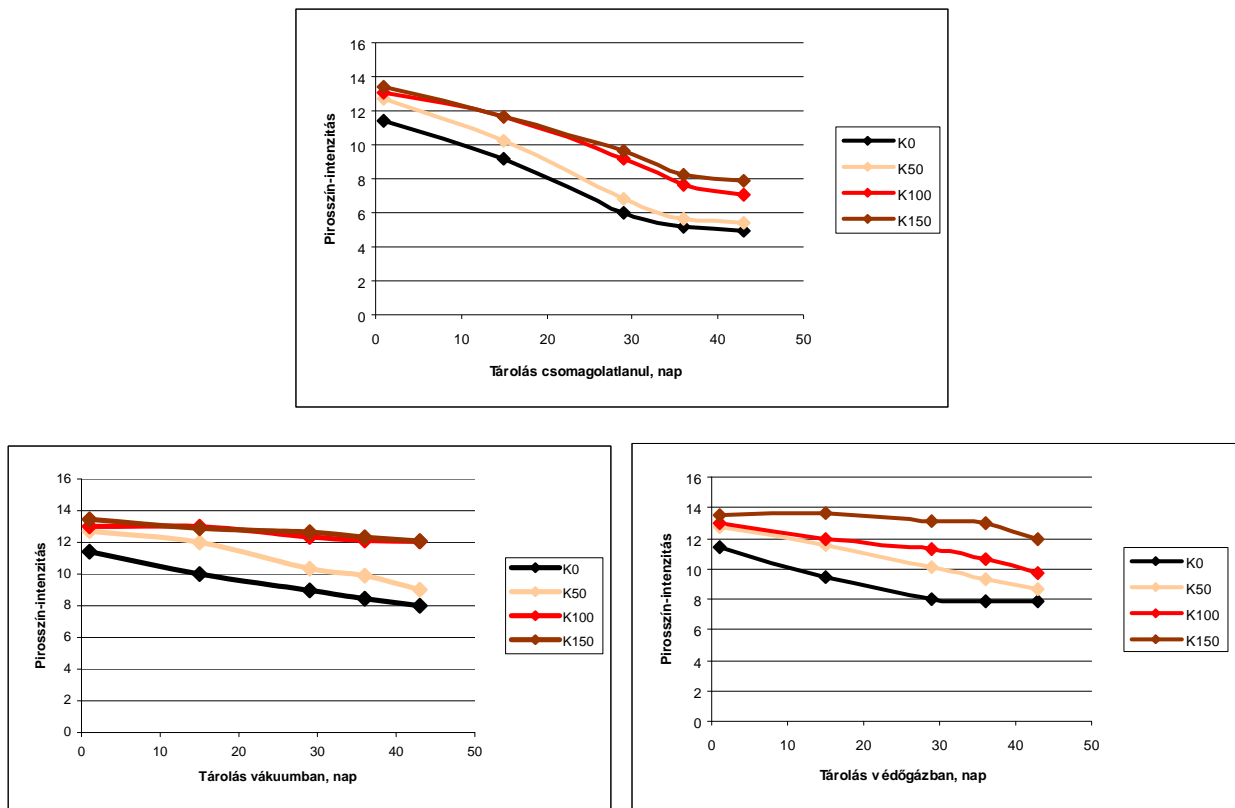 16
14
12
10
8
6
4
2
0
Pirosszín-intenzitás
0 10 20 30 40 50
Tárolás csomagolatlanul, nap
K0
K50
K100
K150
16
14
12
10
8
6
4
2
0
Pirosszín-intenzitás
0 10 20 30 40 50
Tárolás vákuumban, nap
K0
K50
K100
K150
16
14
12
10
8
6
4
2
0
Pirosszín-intenzitás
0 10 20 30 40 50
Tárolás védőgázban, nap
K0
K50
K100
K150